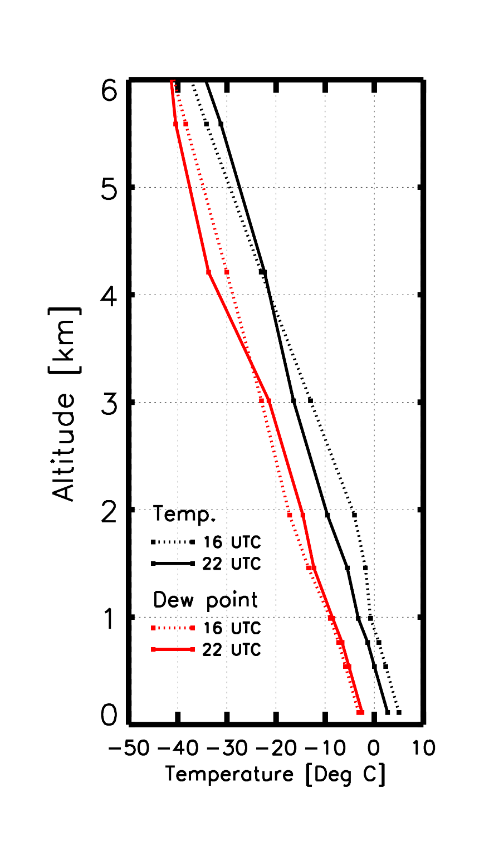 6
5
4
3
2
1
0
Altitude [km]
Temp.
16 UTC
22 UTC
Dew point
16 UTC
22 UTC
-50 -40 -30 -20 -10 0 10
Temperature [Deg C]